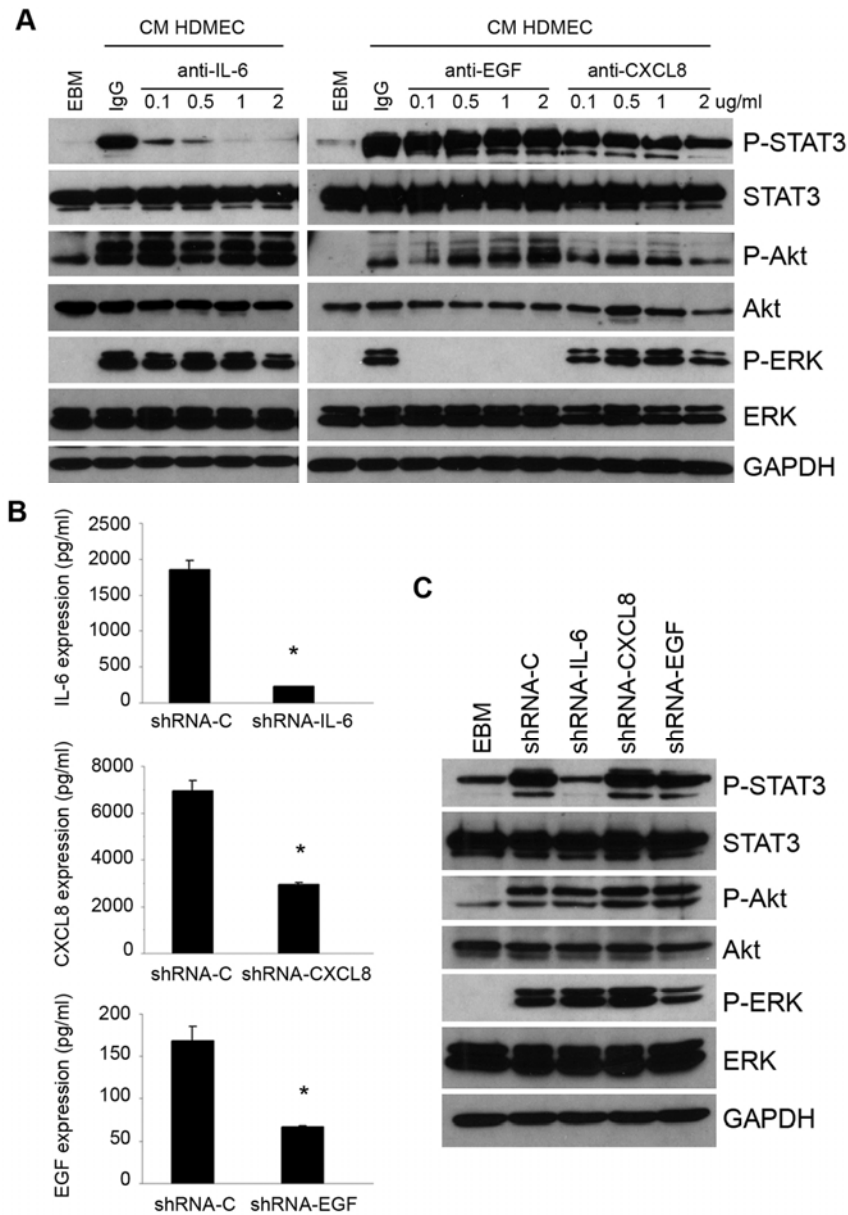 A
CM HDMEC
CM HDMEC
anti-IL-6
anti-EGF
anti-CXCL8
EBM
IgG
0.1 0.5 1 2
EBM
IgG
0.1 0.5 1 2
0.1 0.5 1 2 ug/ml
P-STAT3
STAT3
P-Akt
Akt
P-ERK
ERK
GAPDH
B
IL-6 expression (pg/ml)
2500
2000
1500
1000
500
0
*
shRNA-C shRNA-IL-6
CXCL8 expression (pg/ml)
8000
6000
4000
2000
0
*
shRNA-C shRNA-CXCL8
EGF expression (pg/ml)
200
150
100
50
0
*
shRNA-C shRNA-EGF
C
EBM
shRNA-C
shRNA-IL-6
shRNA-CXCL8
shRNA-EGF
P-STAT3
STAT3
P-Akt
Akt
P-ERK
ERK
GAPDH